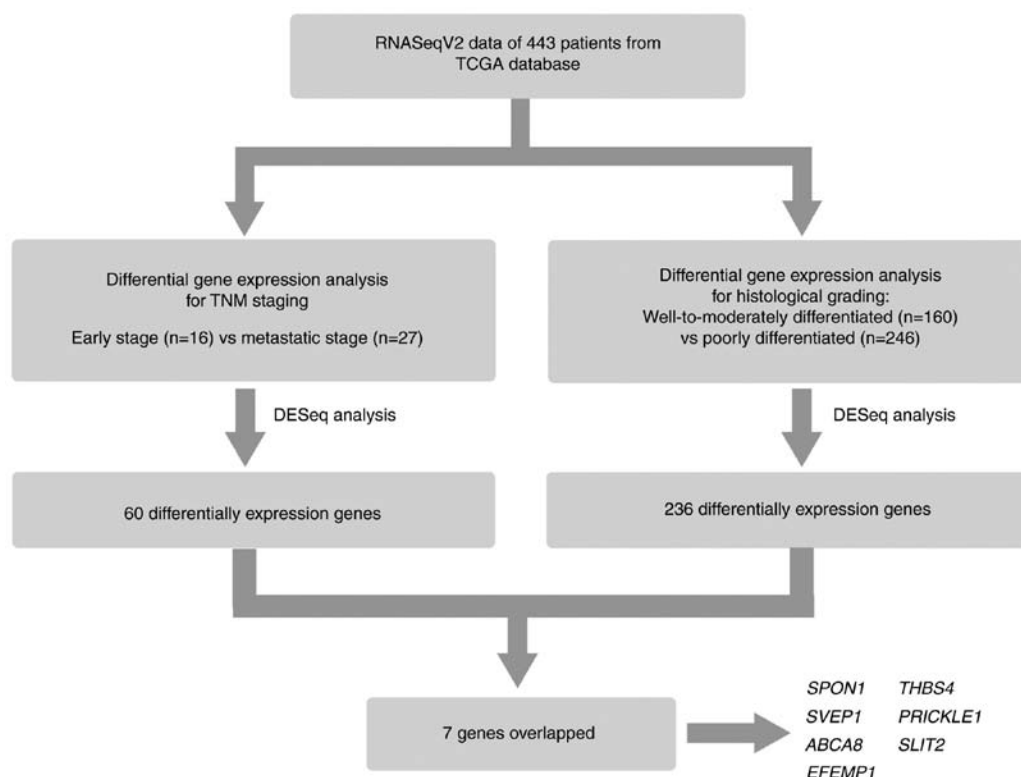 RNASeqV2 data of 443 patients from
TCGA database
Differential gene expression analysis
for TNM staging
Early stage (n=16) vs metastatic stage (n=27)
Differential gene expression analysis
for histological grading:
Well-to-moderately differentiated (n=160)
vs poorly differentiated (n=246)
DESeq analysis
DESeq analysis
60 differentially expression genes
236 differentially expression genes
7 genes overlapped
SPON1 THBS4
SVEP1 PRICKLE1
ABCA8 SLIT2
EFEMP1